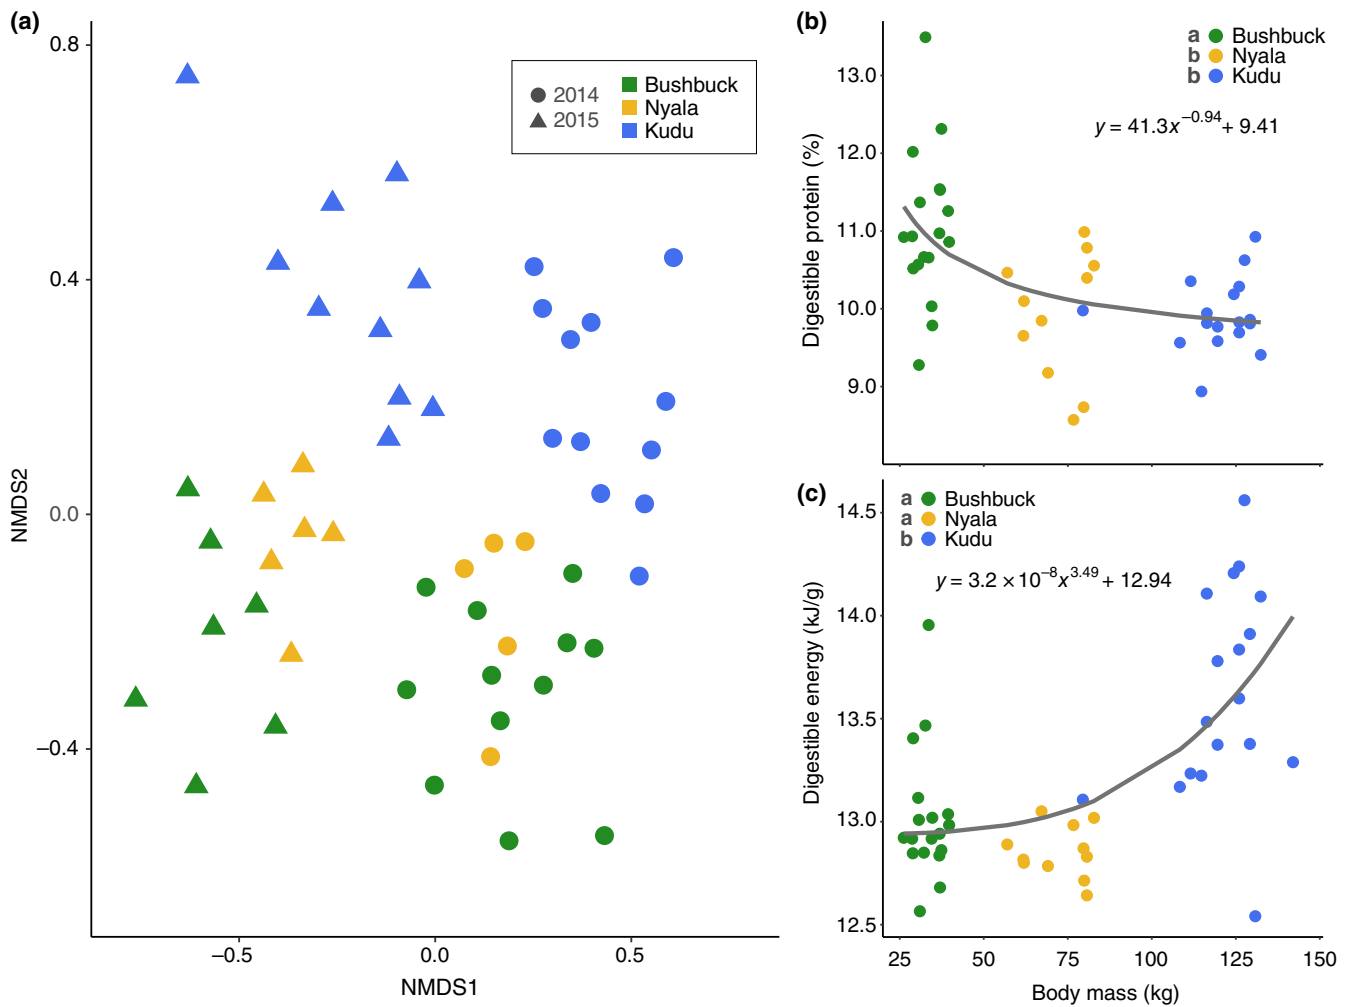 (a)
0.8
0.4
0.0
−0.4
NMDS2
−0.5
0.0
0.5
NMDS1
2014
2015
Bushbuck
Nyala
Kudu
(b)
a Bushbuck
b Nyala
b Kudu
y = 41.3x^−0.94 + 9.41
13.0
12.0
11.0
10.0
9.0
Digestible protein (%)
(c)
a Bushbuck
a Nyala
b Kudu
y = 3.2 × 10^−8 x^3.49 + 12.94
14.5
14.0
13.5
13.0
12.5
Digestible energy (kJ/g)
25
50
75
100
125
150
Body mass (kg)